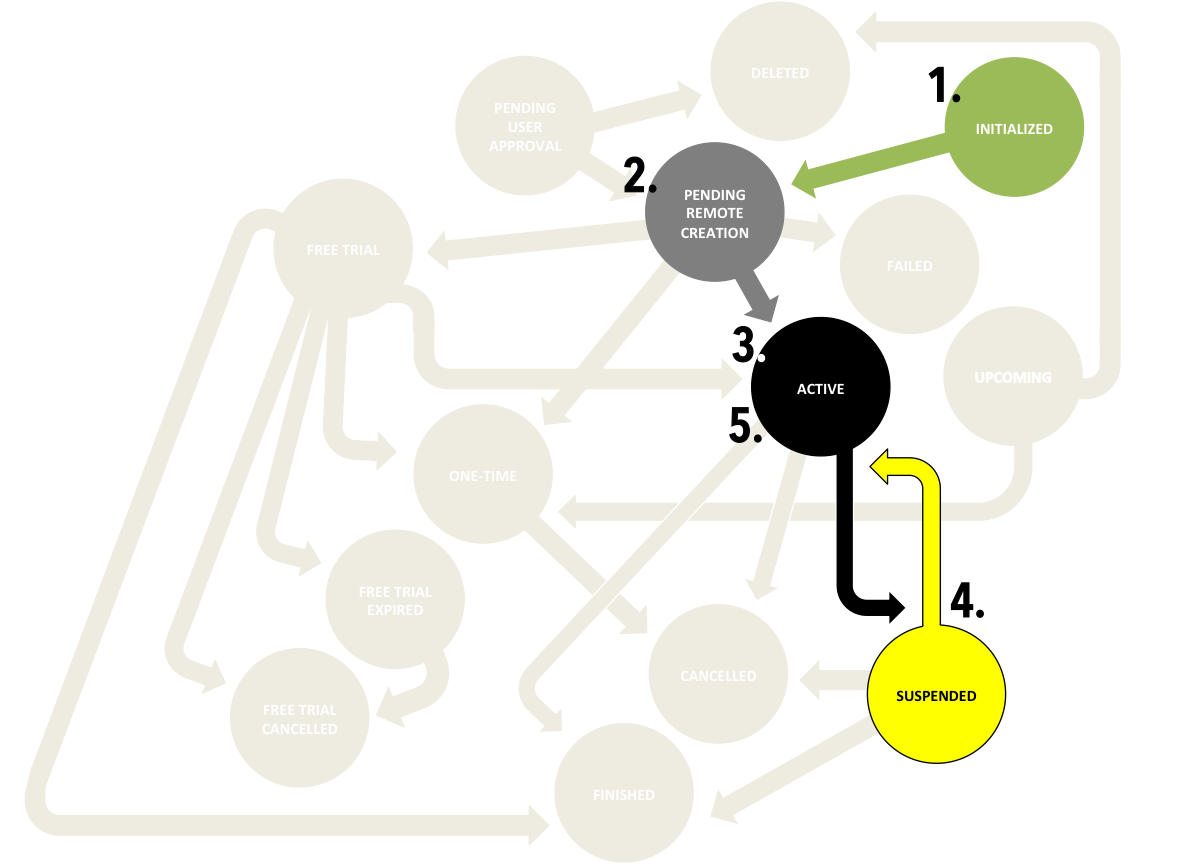 DELETED
1.
PENDING
USER
APPROVAL
INITIALIZED
2.
PENDING
REMOTE
CREATION
FREE TRIAL
FAILED
3.
UPCOMING
ACTIVE
5.
ONE-TIME
FREE TRIAL
EXPIRED
4.
CANCELLED
SUSPENDED
FREE TRIAL
CANCELLED
FINISHED